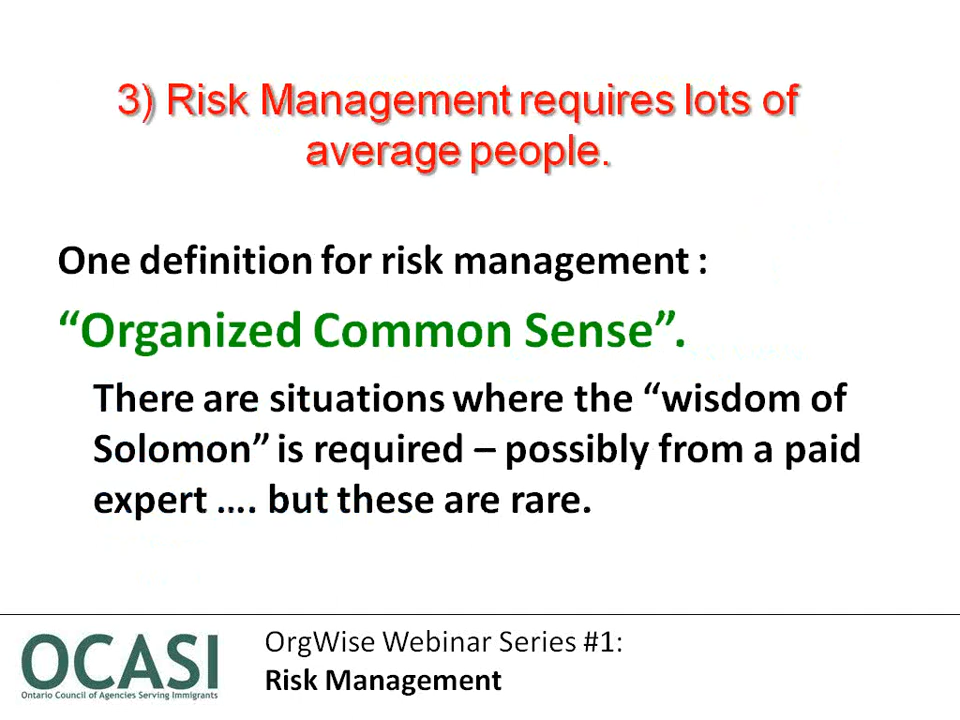 3) Risk Management requires lots of
average people.
One definition for risk management :
“Organized Common Sense”.
There are situations where the “wisdom of
Solomon” is required – possibly from a paid
expert …. but these are rare.
OCASI
Ontario Council of Agencies Serving Immigrants
OrgWise Webinar Series #1:
Risk Management